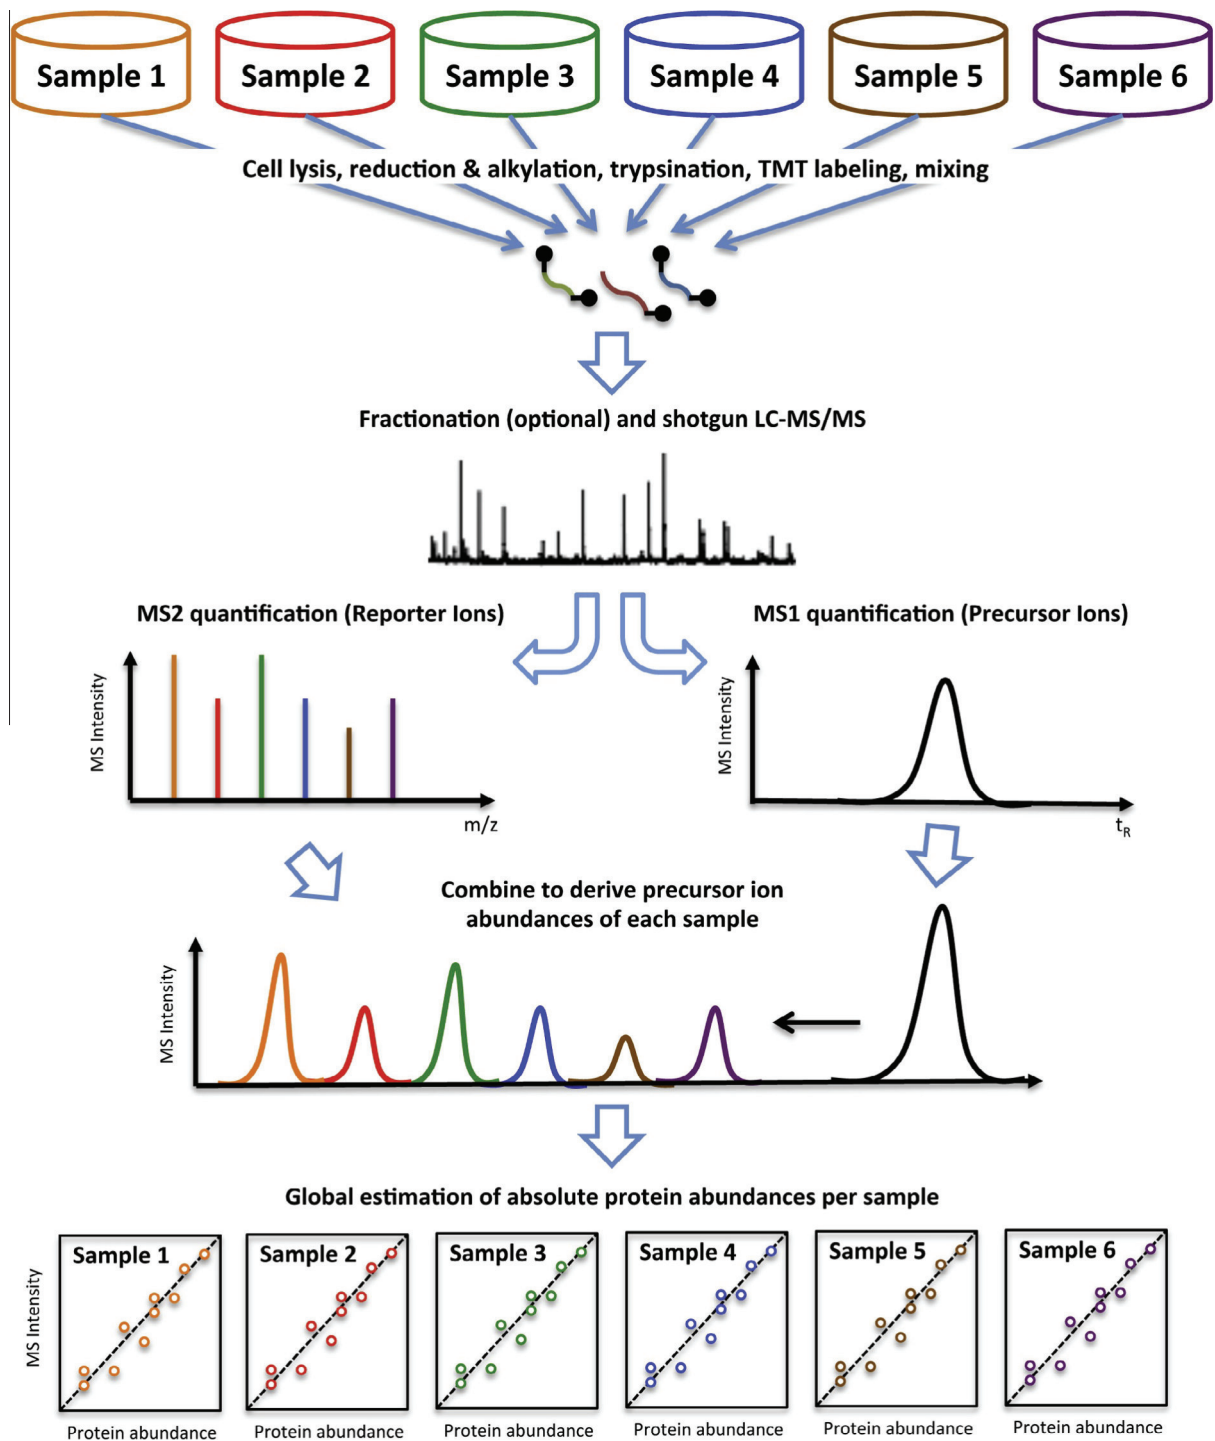 Sample 1 Sample 2 Sample 3 Sample 4 Sample 5 Sample 6
Cell lysis, reduction & alkylation, trypsination, TMT labeling, mixing
Fractionation (optional) and shotgun LC-MS/MS
MS2 quantification (Reporter Ions)
MS Intensity
m/z
MS1 quantification (Precursor Ions)
MS Intensity
tR
Combine to derive precursor ion
abundances of each sample
MS Intensity
Global estimation of absolute protein abundances per sample
MS Intensity
Sample 1 Sample 2 Sample 3 Sample 4 Sample 5 Sample 6
Protein abundance Protein abundance Protein abundance Protein abundance Protein abundance Protein abundance